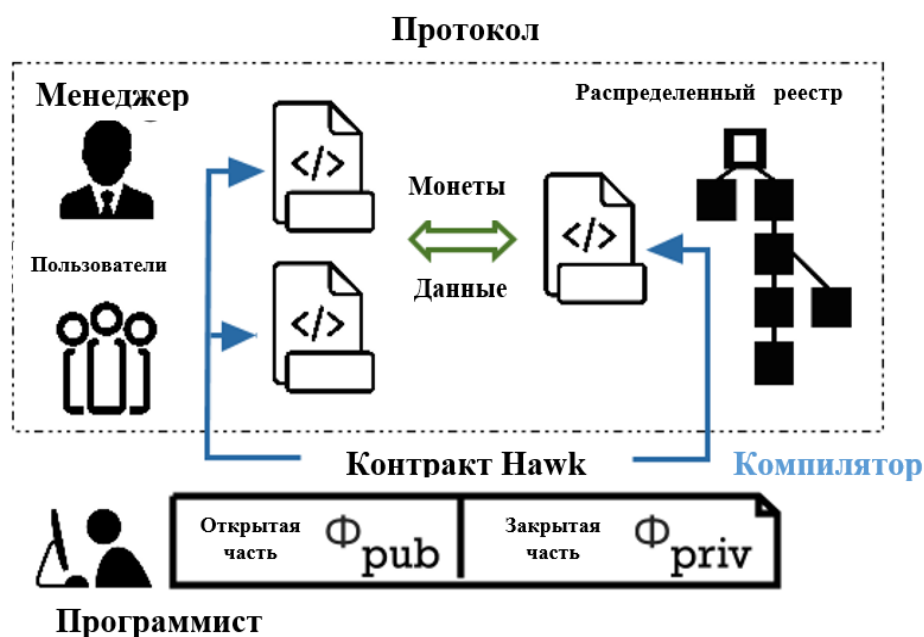 Протокол
Менеджер
Распределенный реестр
</>
Монеты
</>
Пользователи
Данные
</>
Контракт Hawk
Компилятор
Открытая часть
Φpub
Закрытая часть
Φpriv
Программист